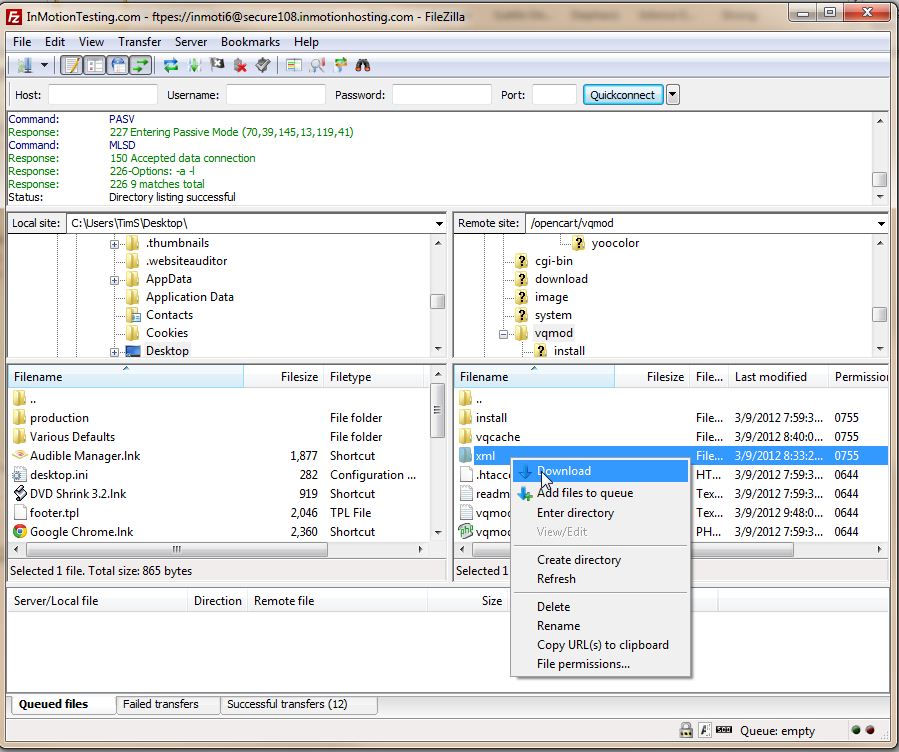 InMotionTesting.com - ftpes://inmoti6@secure108.inmotionhosting.com - FileZilla
File Edit View Transfer Server Bookmarks Help
Host: Username: Password: Port: Quickconnect
Command: PASV
Response: 227 Entering Passive Mode (70,39,145,13,119,41)
Command: MLSD
Response: 150 Accepted data connection
Response: 226-Options: -a -l
Response: 226 9 matches total
Status: Directory listing successful
Local site: C:\Users\TimS\Desktop\
.thumbnails
.websiteauditor
AppData
Application Data
Contacts
Cookies
Desktop
Remote site: /opencart/vqmod
yoocolor
cgi-bin
download
image
system
vqmod
install
Filename Filesize Filetype
..
production File folder
Various Defaults File folder
Audible Manager.lnk 1,877 Shortcut
desktop.ini 282 Configuration ...
DVD Shrink 3.2.lnk 919 Shortcut
footer.tpl 2,046 TPL File
Google Chrome.lnk 2,360 Shortcut
Selected 1 file. Total size: 865 bytes
Filename Filesize File... Last modified Permissio
..
install File... 3/9/2012 7:59:3... 0755
vqcache File... 3/9/2012 8:40:0... 0755
xml File... 3/9/2012 8:33:2... 0755
.htacce HT... 3/9/2012 7:59:3... 0644
readm Tex... 3/9/2012 7:59:3... 0644
vqmod Tex... 3/9/2012 9:48:0... 0644
vqmod PH... 3/9/2012 7:59:3... 0644
Selected 1
Download
Add files to queue
Enter directory
View/Edit
Create directory
Refresh
Delete
Rename
Copy URL(s) to clipboard
File permissions...
Server/Local file Direction Remote file Size
Queued files Failed transfers Successful transfers (12)
Queue: empty